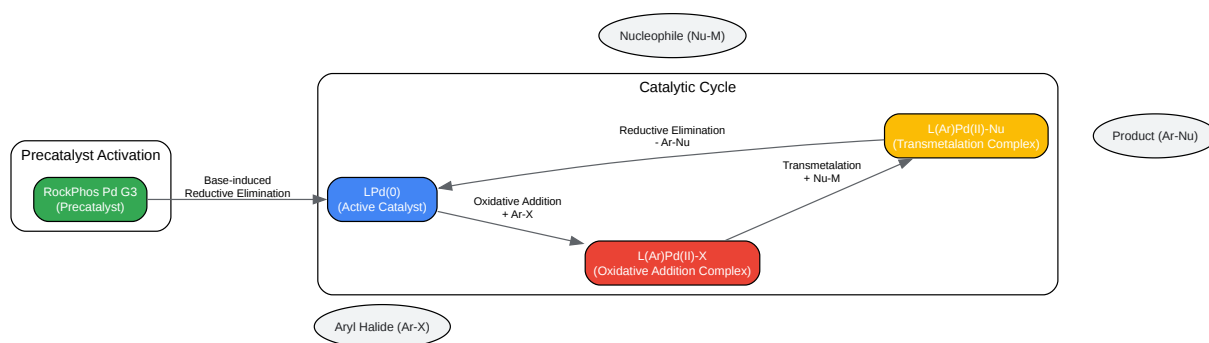 Nucleophile (Nu-M)
Catalytic Cycle
Reductive Elimination
- Ar-Nu
L(Ar)Pd(II)-Nu
(Transmetalation Complex)
Product (Ar-Nu)
Precatalyst Activation
Transmetalation
+ Nu-M
RockPhos Pd G3
(Precatalyst)
Base-induced
Reductive Elimination
LPd(0)
(Active Catalyst)
Oxidative Addition
+ Ar-X
L(Ar)Pd(II)-X
(Oxidative Addition Complex)
Aryl Halide (Ar-X)